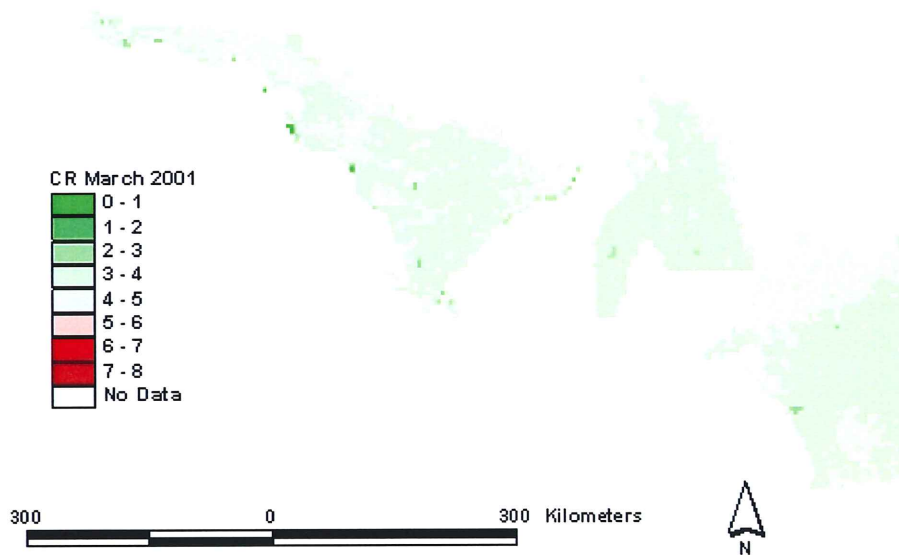 CR March 2001
0 - 1
1 - 2
2 - 3
3 - 4
4 - 5
5 - 6
6 - 7
7 - 8
No Data
300 0 300 Kilometers
N